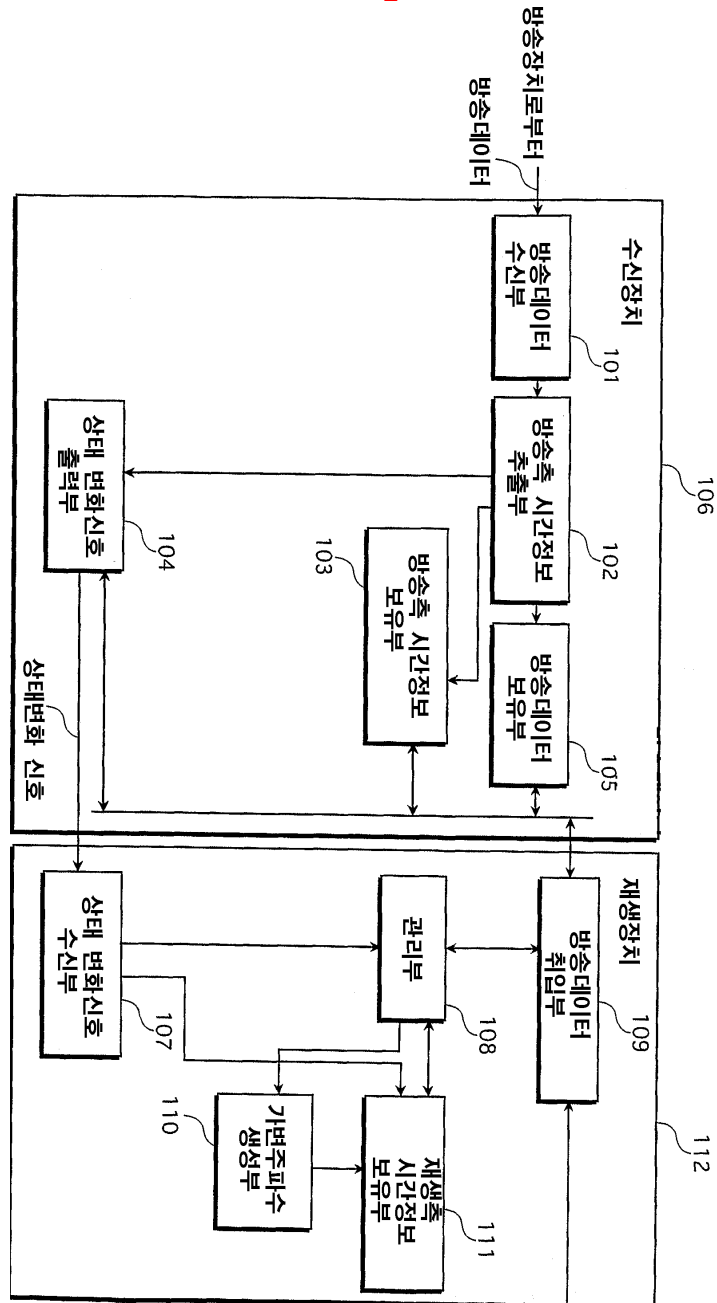 방송장치로부터
방송데이터
수신장치
106
방송데이터
수신부
101
방송측 시간정보
추출부
102
방송데이터
보유부
105
방송측 시간정보
보유부
103
상태 변화신호
출력부
104
상태변화 신호
재생장치
112
방송데이터
취입부
109
관리부
108
상태 변화신호
수신부
107
가변주파수
생성부
110
재생측
시간정보
보유부
111